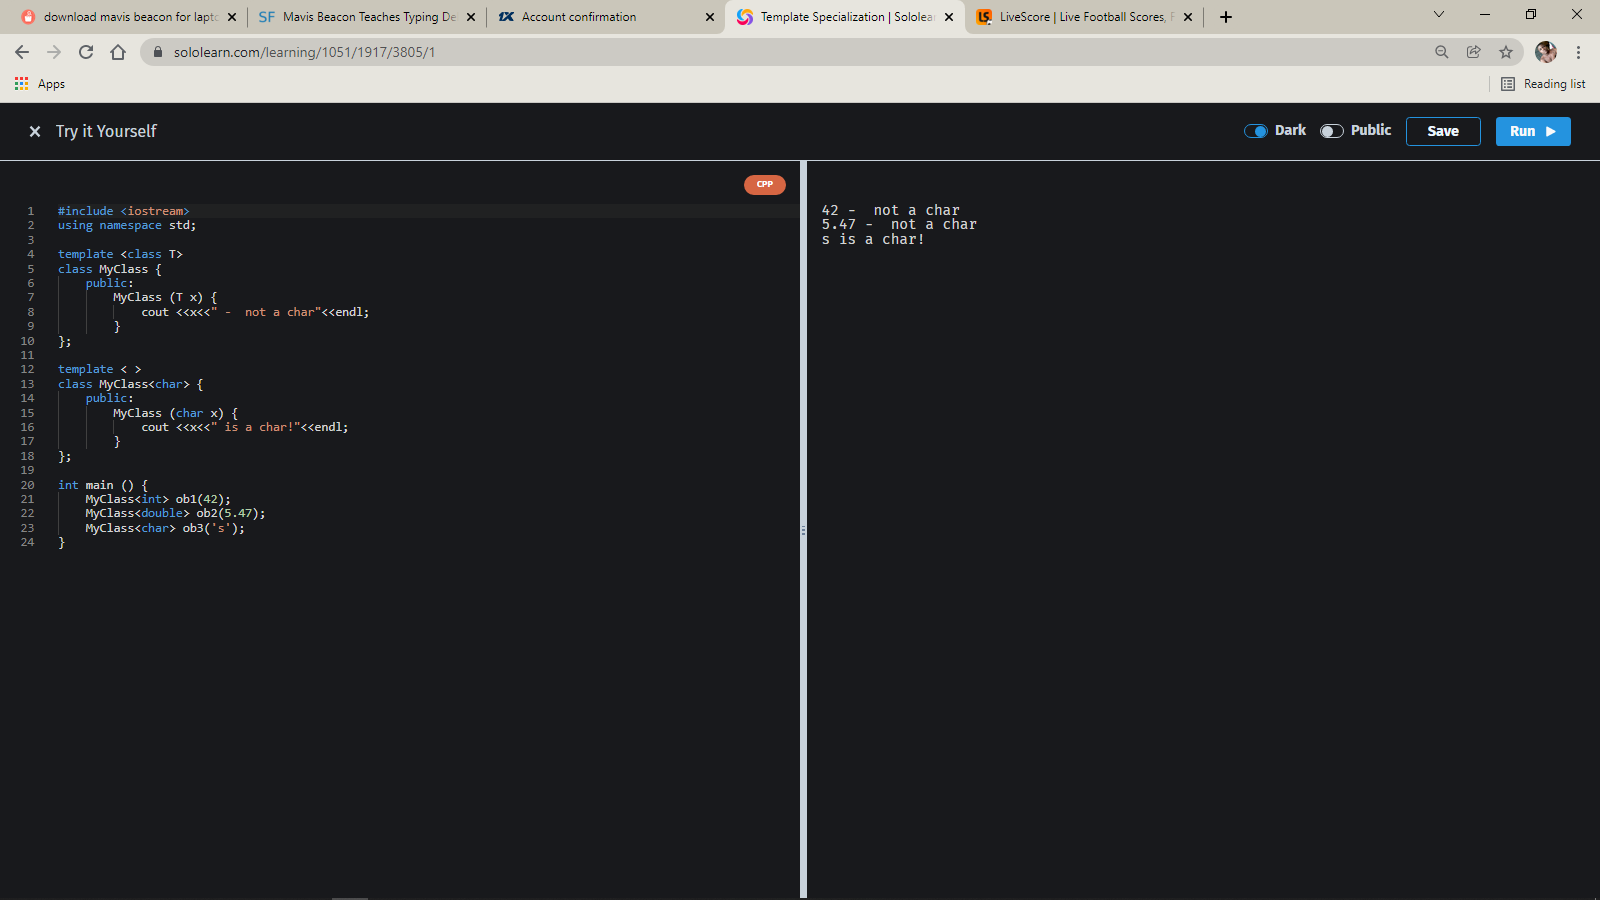 download mavis beacon for lapto
SF Mavis Beacon Teaches Typing De
1X Account confirmation
Template Specialization | Sololear
LS LiveScore | Live Football Scores, F
sololearn.com/learning/1051/1917/3805/1
Apps
Reading list
Try it Yourself
Dark Public Save Run
CPP
1 #include <iostream>
2 using namespace std;
3
4 template <class T>
5 class MyClass {
6 public:
7 MyClass (T x) {
8 cout <<x<<" -  not a char"<<endl;
9 }
10 };
11
12 template < >
13 class MyClass<char> {
14 public:
15 MyClass (char x) {
16 cout <<x<<" is a char!"<<endl;
17 }
18 };
19
20 int main () {
21 MyClass<int> ob1(42);
22 MyClass<double> ob2(5.47);
23 MyClass<char> ob3('s');
24 }
42 -  not a char
5.47 -  not a char
s is a char!